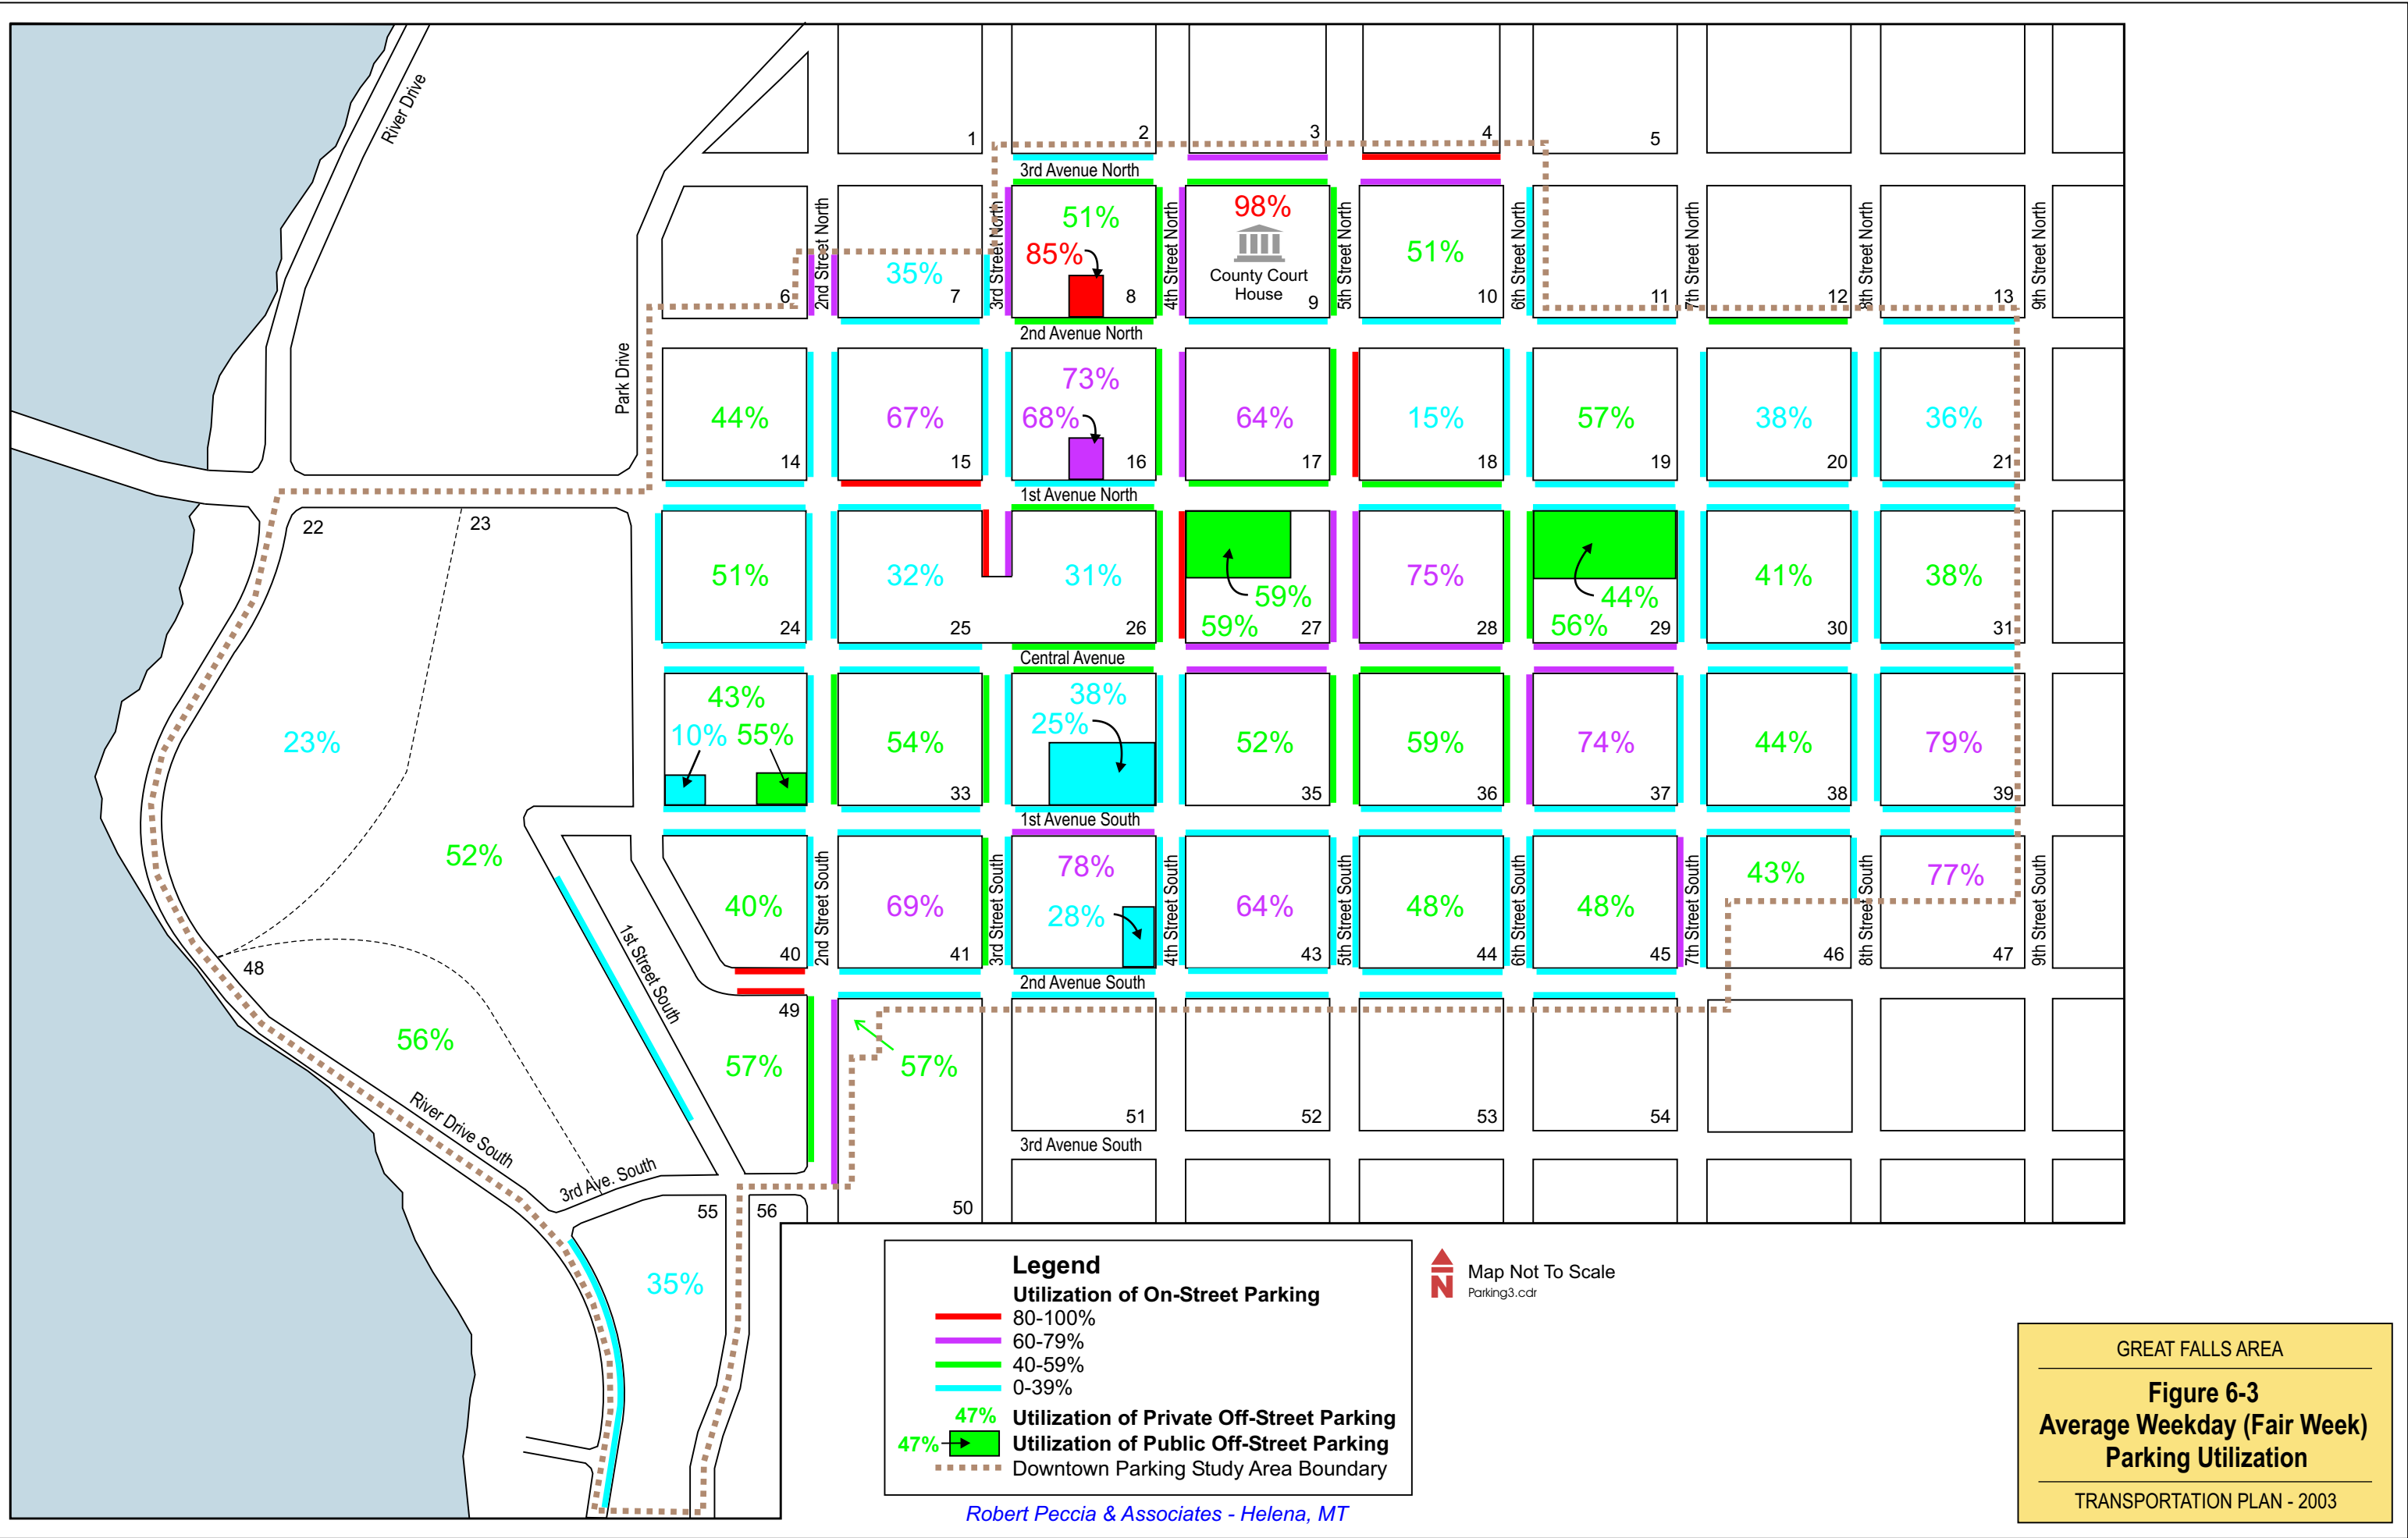 River Drive
1
2
3
4
5
3rd Avenue North
2nd Street North
3rd Street North
4th Street North
5th Street North
6th Street North
7th Street North
8th Street North
9th Street North
6
35%
7
51%
85%
8
98%
County Court
House
9
51%
10
11
12
13
2nd Avenue North
Park Drive
44%
14
67%
15
73%
68%
16
64%
17
15%
18
57%
19
38%
20
36%
21
1st Avenue North
22
23
51%
24
32%
25
31%
26
59%
59%
27
75%
28
44%
56%
29
41%
30
38%
31
Central Avenue
23%
43%
10%
55%
54%
33
38%
25%
52%
35
59%
36
74%
37
44%
38
79%
39
1st Avenue South
52%
1st Street South
40%
40
2nd Street South
69%
41
3rd Street South
78%
28%
4th Street South
64%
43
5th Street South
48%
44
6th Street South
48%
45
7th Street South
43%
46
8th Street South
77%
47
9th Street South
2nd Avenue South
48
56%
River Drive South
49
57%
57%
50
51
52
53
54
3rd Avenue South
3rd Ave. South
55
56
35%
Legend
Utilization of On-Street Parking
80-100%
60-79%
40-59%
0-39%
47% Utilization of Private Off-Street Parking
47% Utilization of Public Off-Street Parking
Downtown Parking Study Area Boundary
N
Map Not To Scale
Parking3.cdr
Robert Peccia & Associates - Helena, MT
GREAT FALLS AREA
Figure 6-3
Average Weekday (Fair Week)
Parking Utilization
TRANSPORTATION PLAN - 2003